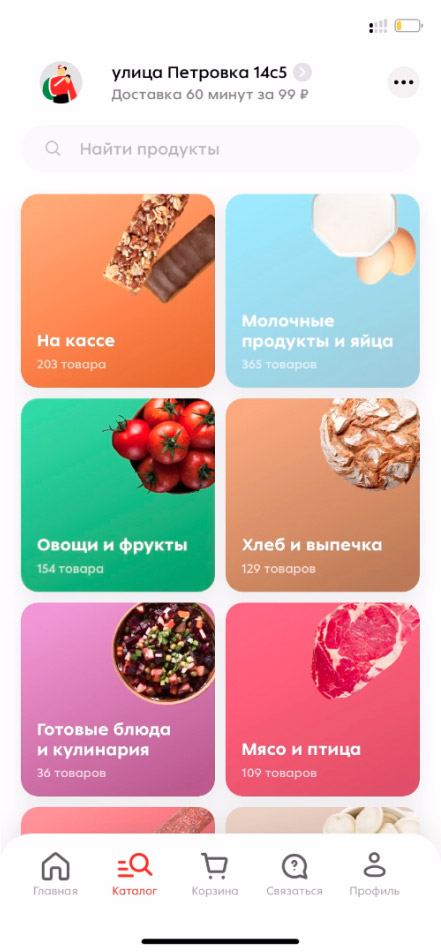 улица Петровка 14с5
Доставка 60 минут за 99 ₽
Найти продукты
На кассе
203 товара
Молочные
продукты и яйца
365 товаров
Овощи и фрукты
154 товара
Хлеб и выпечка
129 товаров
Готовые блюда
и кулинария
36 товаров
Мясо и птица
109 товаров
Главная
Каталог
Корзина
Связаться
Профиль